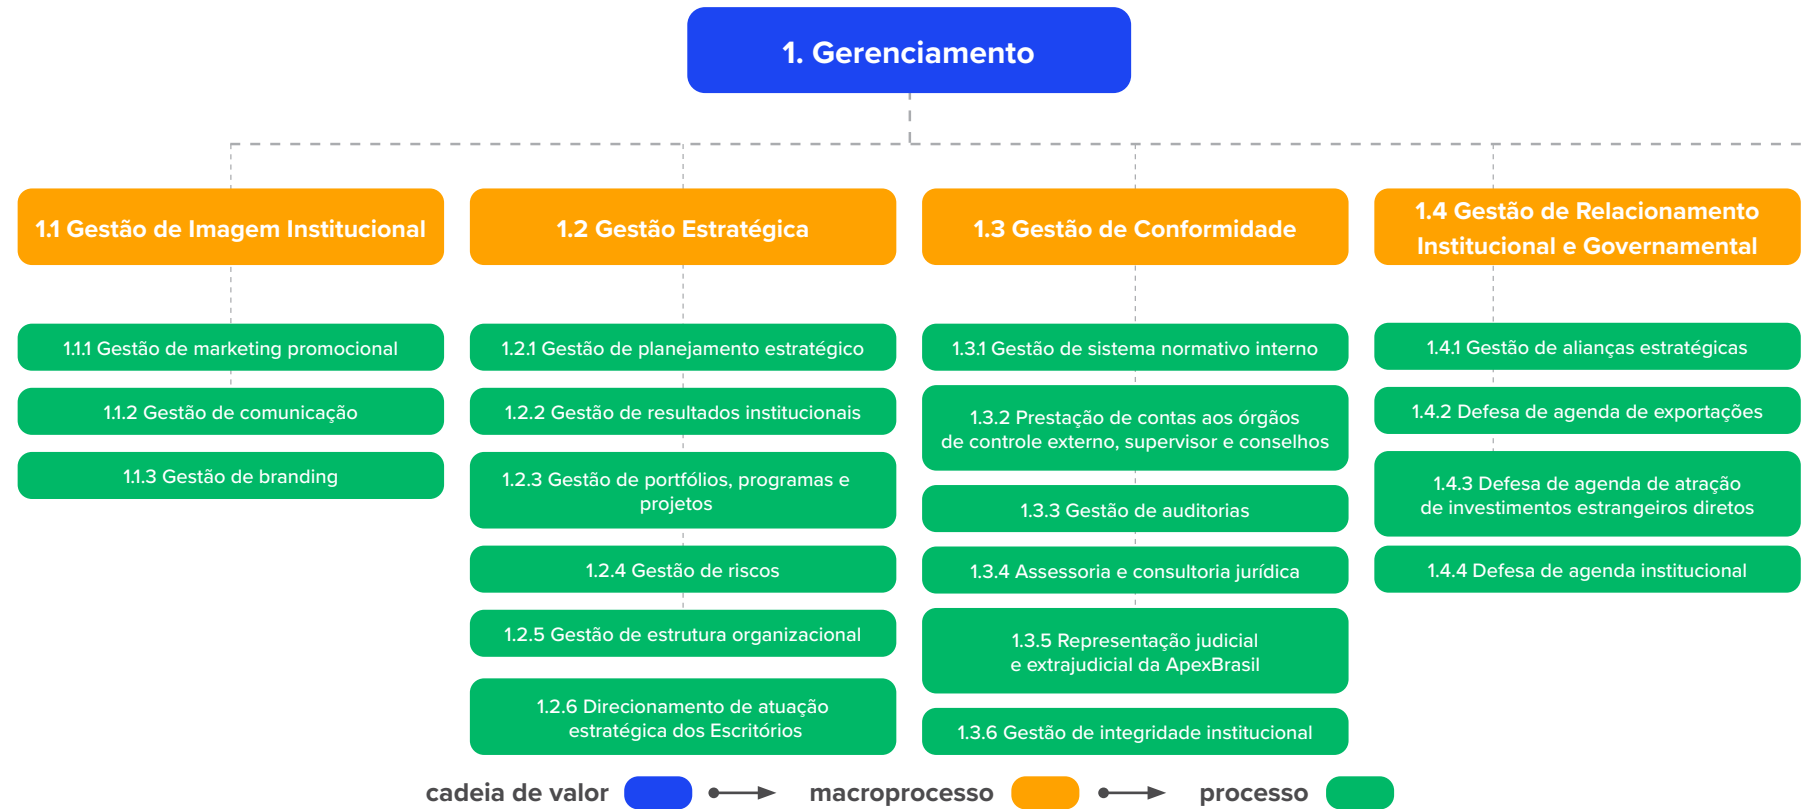 1. Gerenciamento
1.1 Gestão de Imagem Institucional
1.1.1 Gestão de marketing promocional
1.1.2 Gestão de comunicação
1.1.3 Gestão de branding
1.2 Gestão Estratégica
1.2.1 Gestão de planejamento estratégico
1.2.2 Gestão de resultados institucionais
1.2.3 Gestão de portfólios, programas e
projetos
1.2.4 Gestão de riscos
1.2.5 Gestão de estrutura organizacional
1.2.6 Direcionamento de atuação
estratégica dos Escritórios
1.3 Gestão de Conformidade
1.3.1 Gestão de sistema normativo interno
1.3.2 Prestação de contas aos órgãos
de controle externo, supervisor e conselhos
1.3.3 Gestão de auditorias
1.3.4 Assessoria e consultoria jurídica
1.3.5 Representação judicial
e extrajudicial da ApexBrasil
1.3.6 Gestão de integridade institucional
1.4 Gestão de Relacionamento
Institucional e Governamental
1.4.1 Gestão de alianças estratégicas
1.4.2 Defesa de agenda de exportações
1.4.3 Defesa de agenda de atração
de investimentos estrangeiros diretos
1.4.4 Defesa de agenda institucional
cadeia de valor
macroprocesso
processo